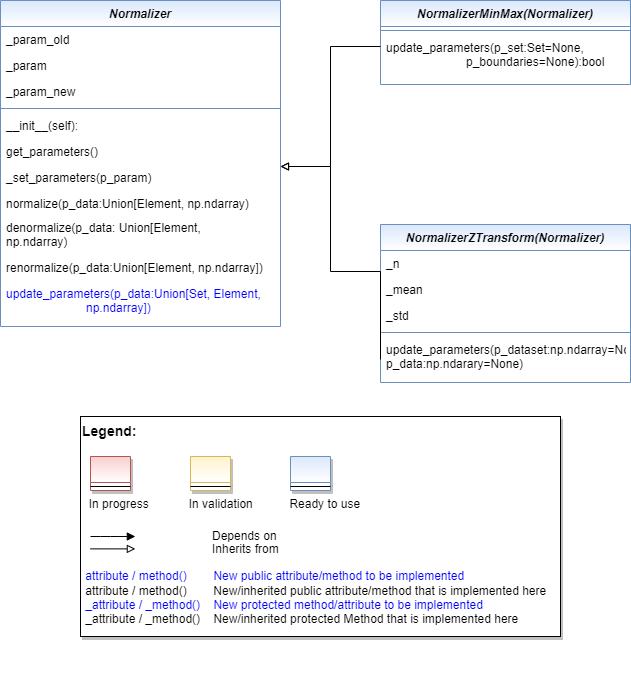 Normalizer
_param_old
_param
_param_new
__init__(self):
get_parameters()
_set_parameters(p_param)
normalize(p_data:Union[Element, np.ndarray)
denormalize(p_data: Union[Element,
np.ndarray)
renormalize(p_data:Union[Element, np.ndarray])
update_parameters(p_data:Union[Set, Element,
np.ndarray])
NormalizerMinMax(Normalizer)
update_parameters(p_set:Set=None,
p_boundaries=None):bool
NormalizerZTransform(Normalizer)
_n
_mean
_std
update_parameters(p_dataset:np.ndarray=No
p_data:np.ndarary=None)
Legend:
In progress In validation Ready to use
Depends on
Inherits from
attribute / method() New public attribute/method to be implemented
attribute / method() New/inherited public attribute/method that is implemented here
_attribute / _method() New protected method/attribute to be implemented
_attribute / _method() New/inherited protected Method that is implemented here